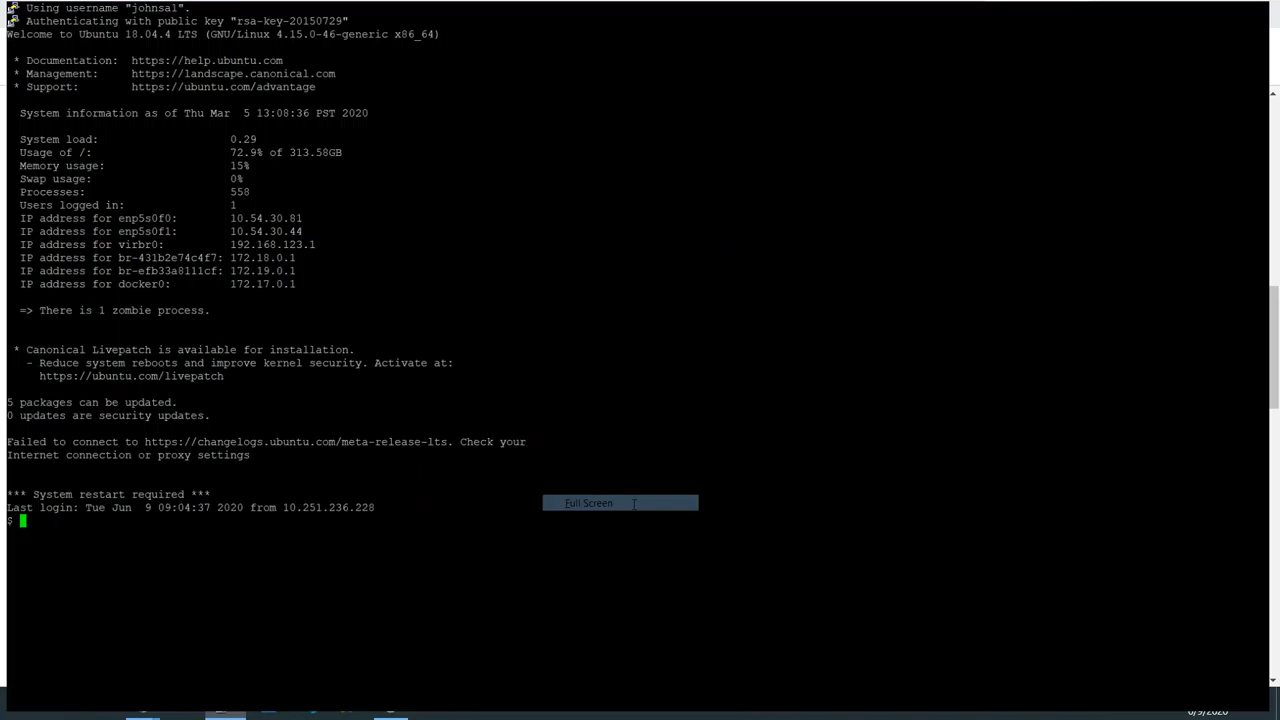 Using username "johnsal".
Authenticating with public key "rsa-key-20150729"
Welcome to Ubuntu 18.04.4 LTS (GNU/Linux 4.15.0-46-generic x86_64)
* Documentation: https://help.ubuntu.com
* Management: https://landscape.canonical.com
* Support: https://ubuntu.com/advantage
System information as of Thu Mar 5 13:08:36 PST 2020
System load: 0.29
Usage of /: 72.9% of 313.58GB
Memory usage: 15%
Swap usage: 0%
Processes: 558
Users logged in: 1
IP address for enp5s0f0: 10.54.30.81
IP address for enp5s0f1: 10.54.30.44
IP address for virbr0: 192.168.123.1
IP address for br-431b2e74c4f7: 172.18.0.1
IP address for br-efb33a8111cf: 172.19.0.1
IP address for docker0: 172.17.0.1
=> There is 1 zombie process.
* Canonical Livepatch is available for installation.
- Reduce system reboots and improve kernel security. Activate at:
https://ubuntu.com/livepatch
5 packages can be updated.
0 updates are security updates.
Failed to connect to https://changelogs.ubuntu.com/meta-release-lts. Check your
Internet connection or proxy settings
*** System restart required ***
Full Screen
Last login: Tue Jun 9 09:04:37 2020 from 10.251.236.228
$
6/9/2020